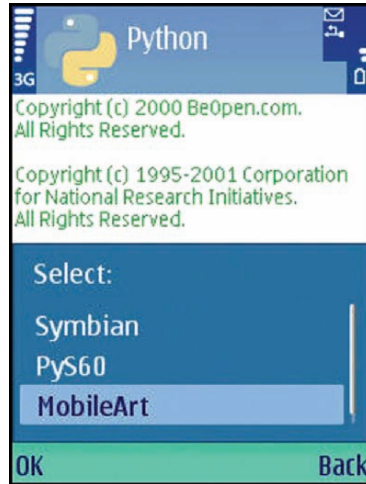 Python
3G
Copyright (c) 2000 BeOpen.com.
All Rights Reserved.
Copyright (c) 1995-2001 Corporation
for National Research Initiatives.
All Rights Reserved.
Select:
Symbian
PyS60
MobileArt
OK Back